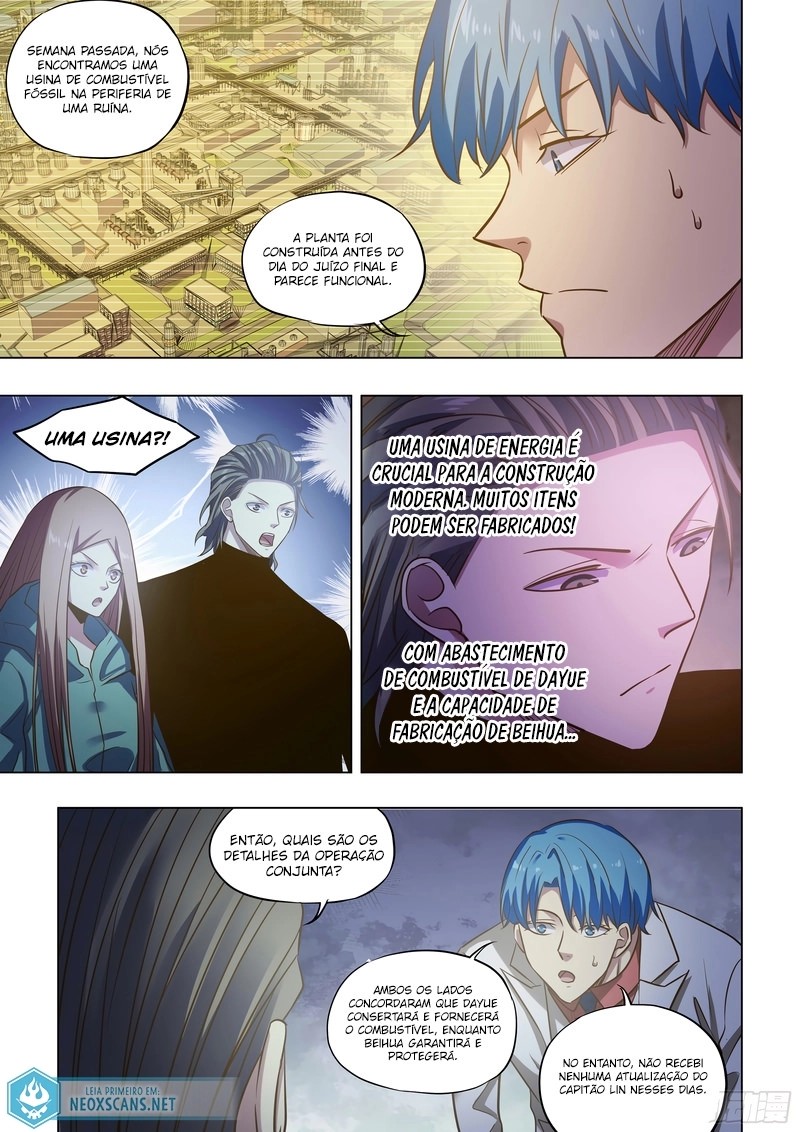 SEMANA PASSADA, NÓS
ENCONTRAMOS UMA
USINA DE COMBUSTÍVEL
FÓSSIL NA PERIFERIA DE
UMA RUÍNA.
A PLANTA FOI
CONSTRUÍDA ANTES DO
DIA DO JUÍZO FINAL E
PARECE FUNCIONAL.
UMA USINA?!
UMA USINA DE ENERGIA É
CRUCIAL PARA A CONSTRUÇÃO
MODERNA. MUITOS ITENS
PODEM SER FABRICADOS!
COM ABASTECIMENTO
DE COMBUSTÍVEL DE DAYUE
E A CAPACIDADE DE
FABRICAÇÃO DE BEIHUA...
ENTÃO, QUAIS SÃO OS
DETALHES DA OPERAÇÃO
CONJUNTA?
AMBOS OS LADOS
CONCORDARAM QUE DAYUE
CONSERTARÁ E FORNECERÁ
O COMBUSTÍVEL, ENQUANTO
BEIHUA GARANTIRÁ E
PROTEGERÁ.
NO ENTANTO, NÃO RECEBI
NENHUMA ATUALIZAÇÃO DO
CAPITÃO LIN NESSES DIAS.
LEIA PRIMEIRO EM:
NEOXSCANS.NET